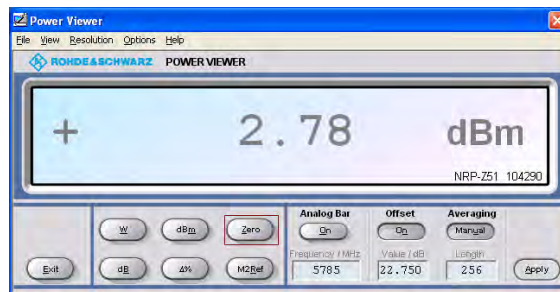 Power Viewer
File View Resolution Options Help
ROHDE&SCHWARZ POWER VIEWER
+ 2.78 dBm
NRP-Z51 104290
Analog Bar Offset Averaging
W dBm Zero On On Manual
Frequency / MHz Value / dB Length
Exit dB Δ% M2Ref 5785 22.750 256 Apply